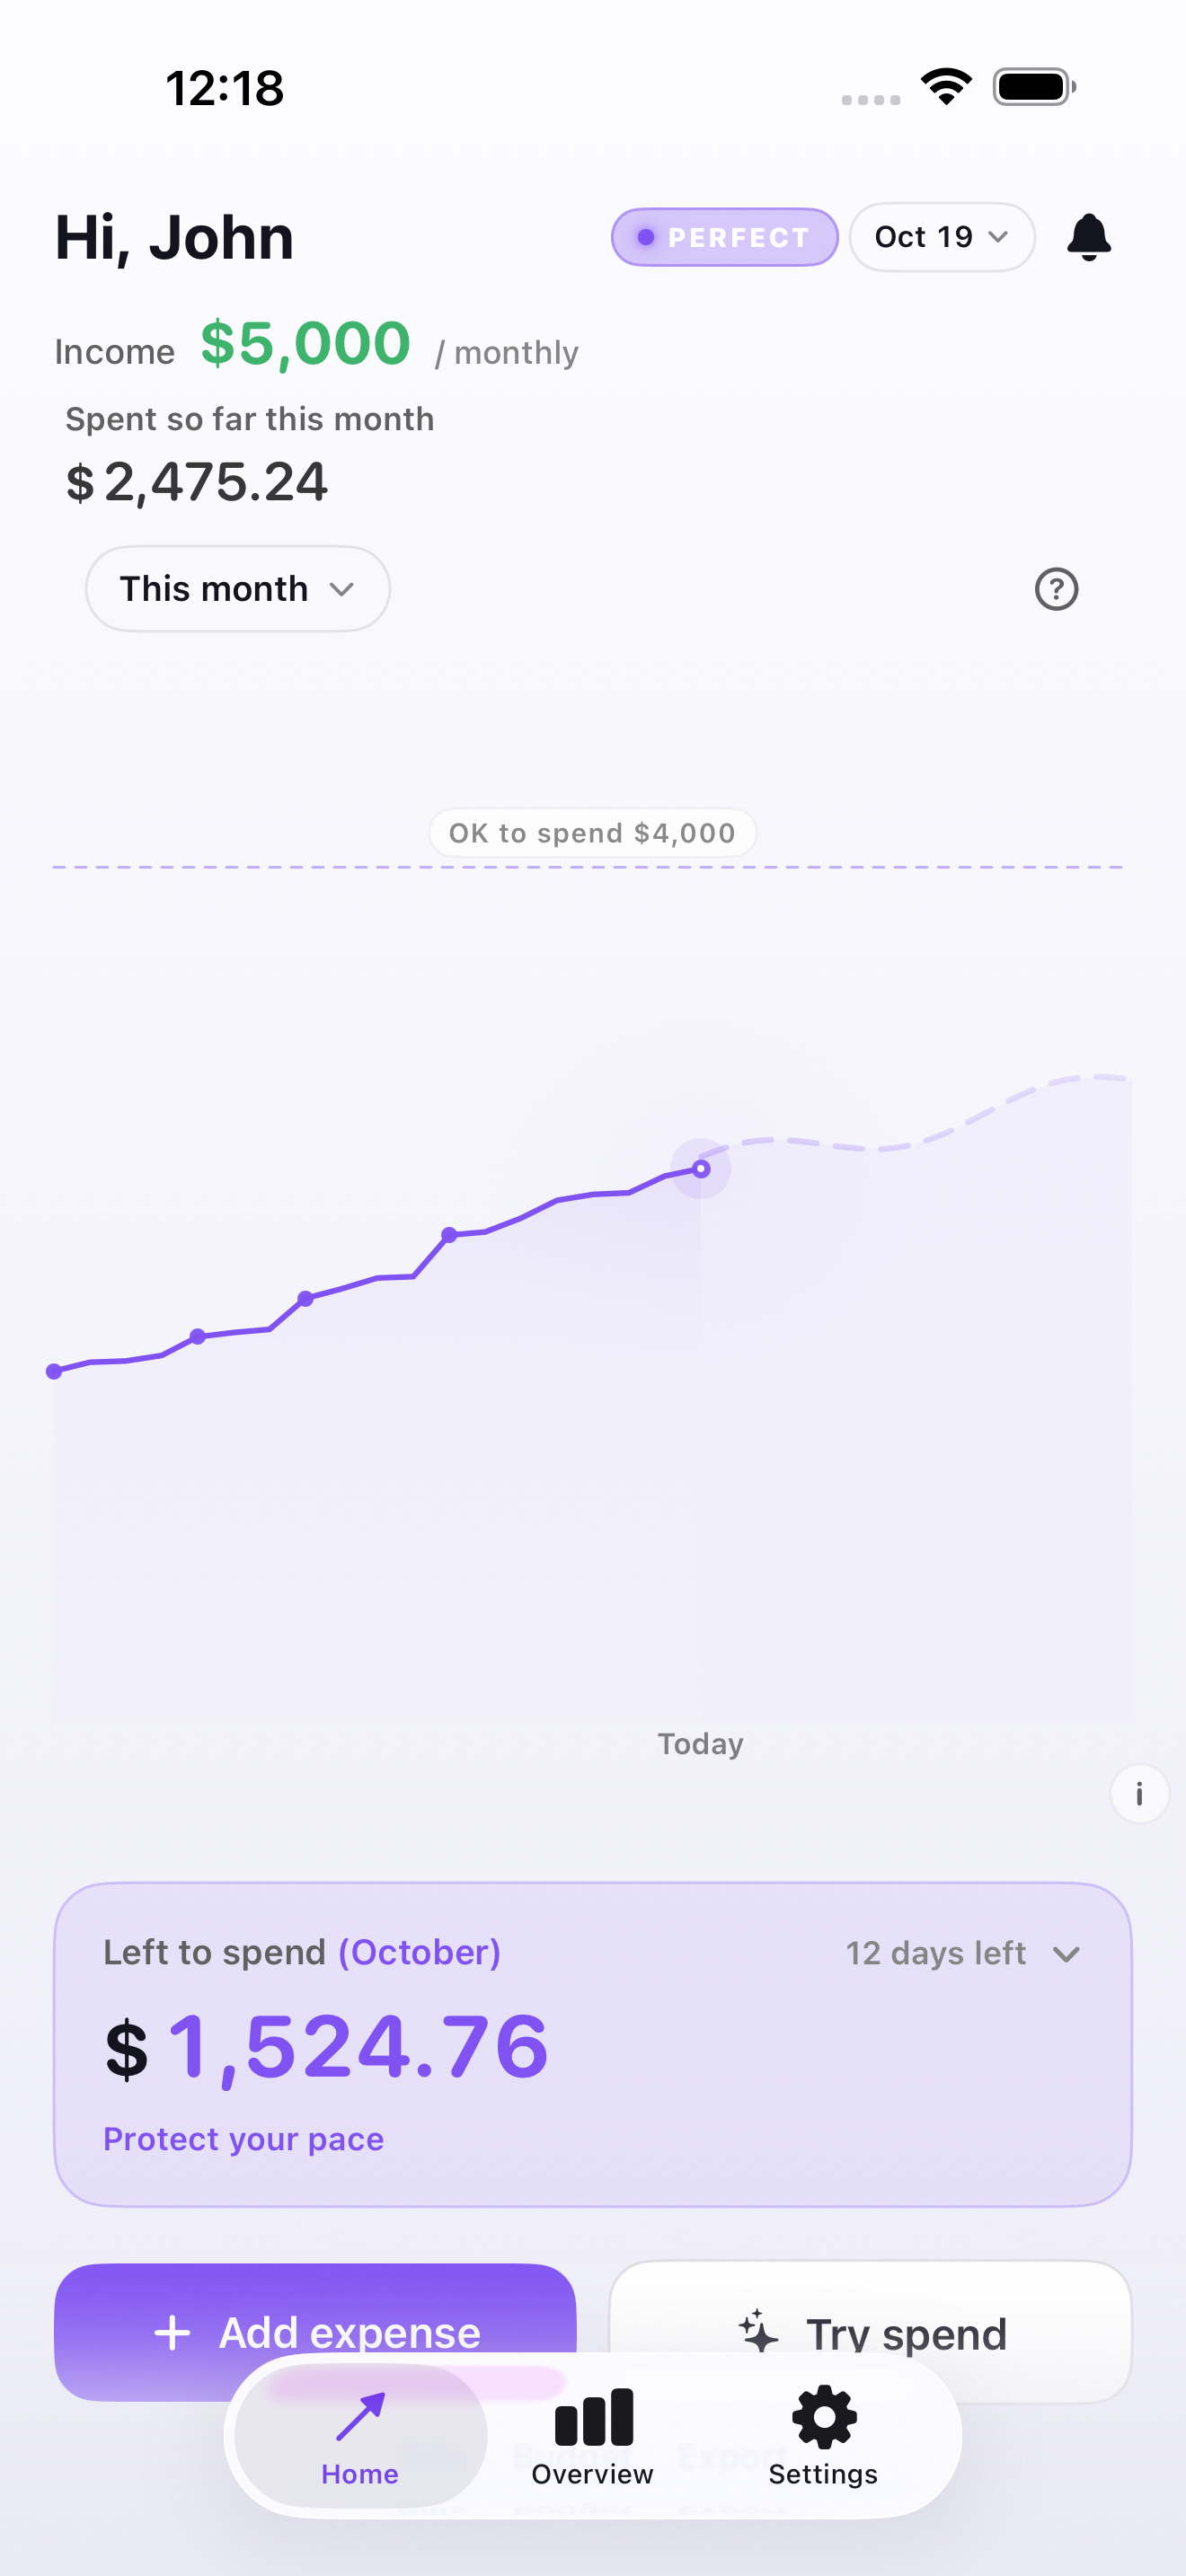 12:18
Hi, John
PERFECT
Oct 19
Income $5,000 / monthly
Spent so far this month
$ 2,475.24
This month
?
OK to spend $4,000
Today
i
Left to spend (October)
12 days left
$ 1,524.76
Protect your pace
+ Add expense
Try spend
Budget
Export
Home
Overview
Settings